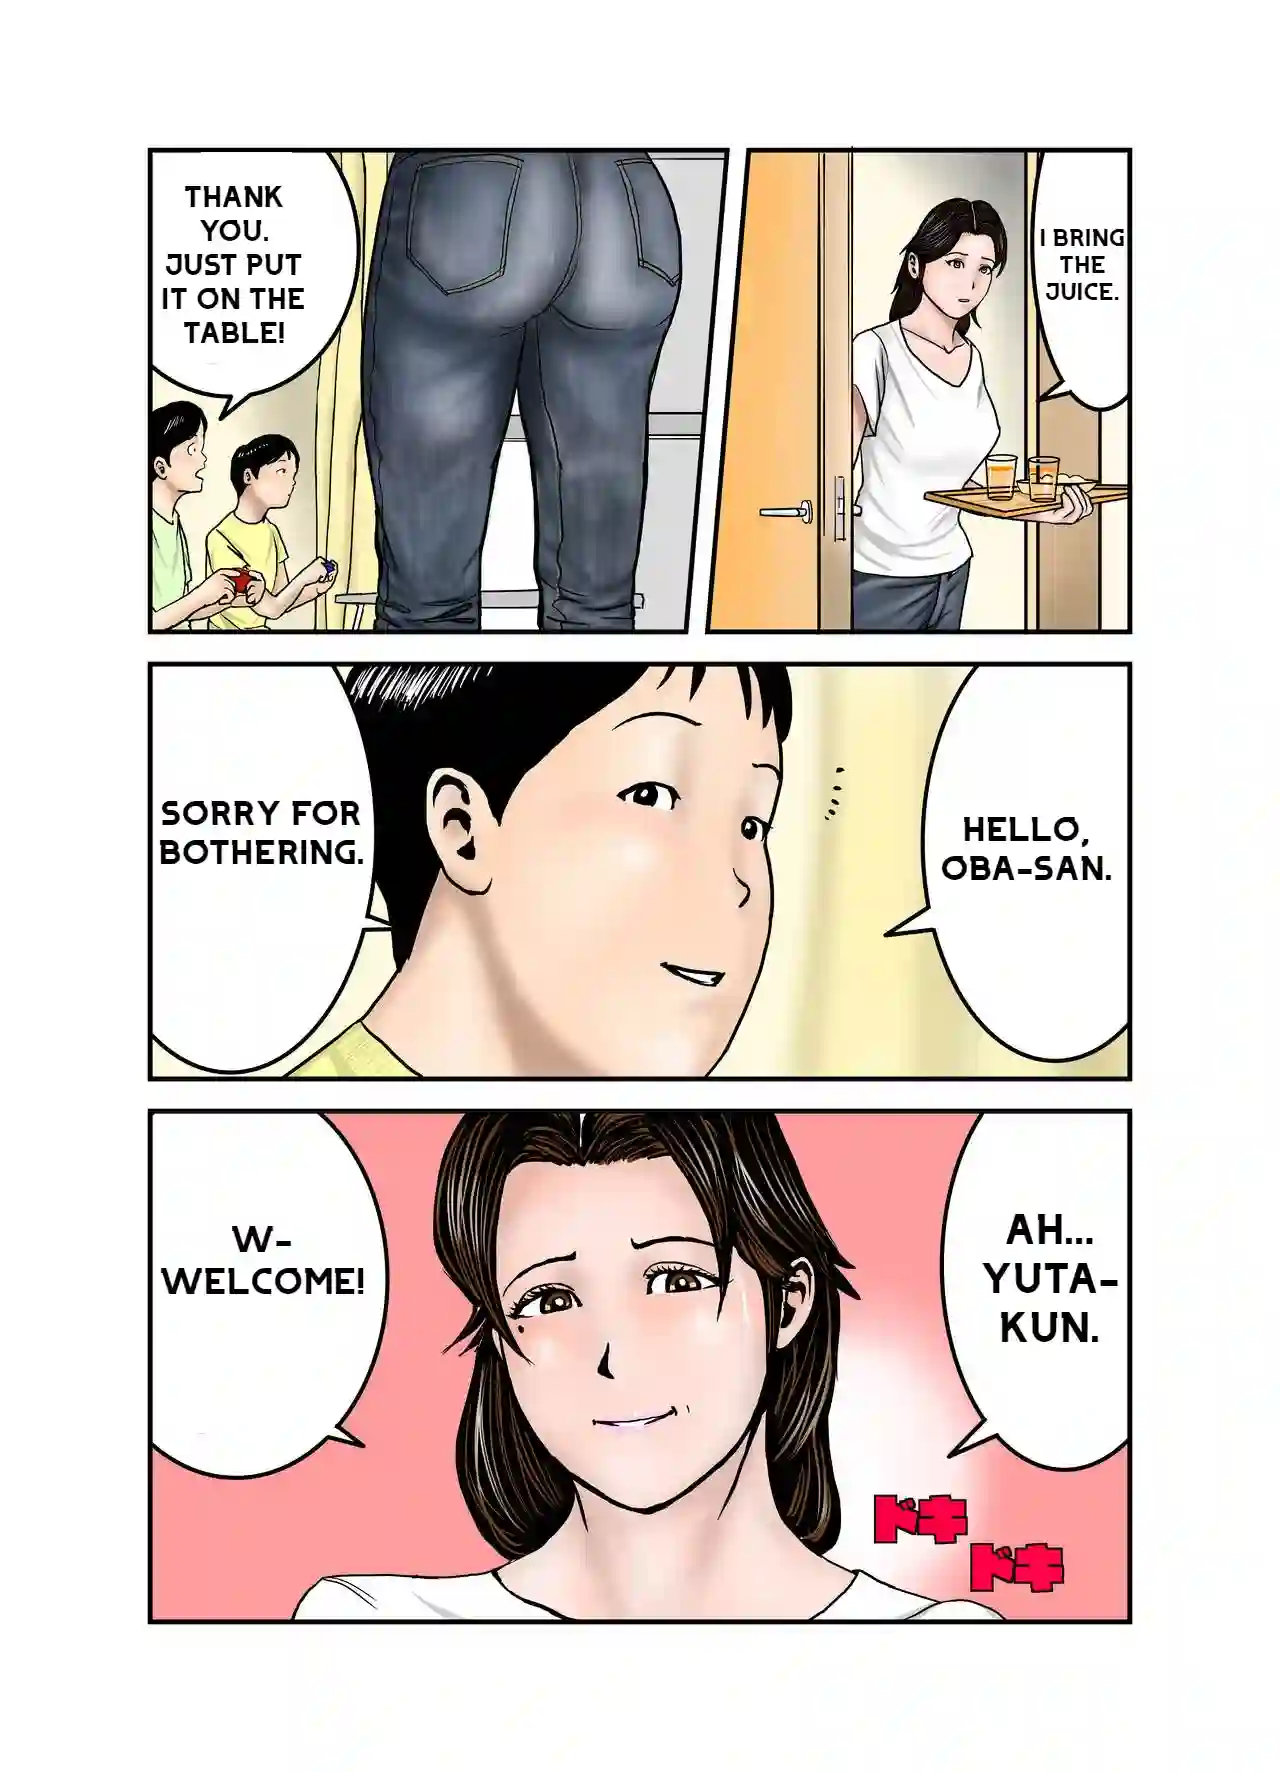 I BRING
THE
JUICE.
THANK
YOU.
JUST PUT
IT ON THE
TABLE!
HELLO,
OBA-SAN.
SORRY FOR
BOTHERING.
AH...
YUTA-
KUN.
W-
WELCOME!
ドキ
ドキ